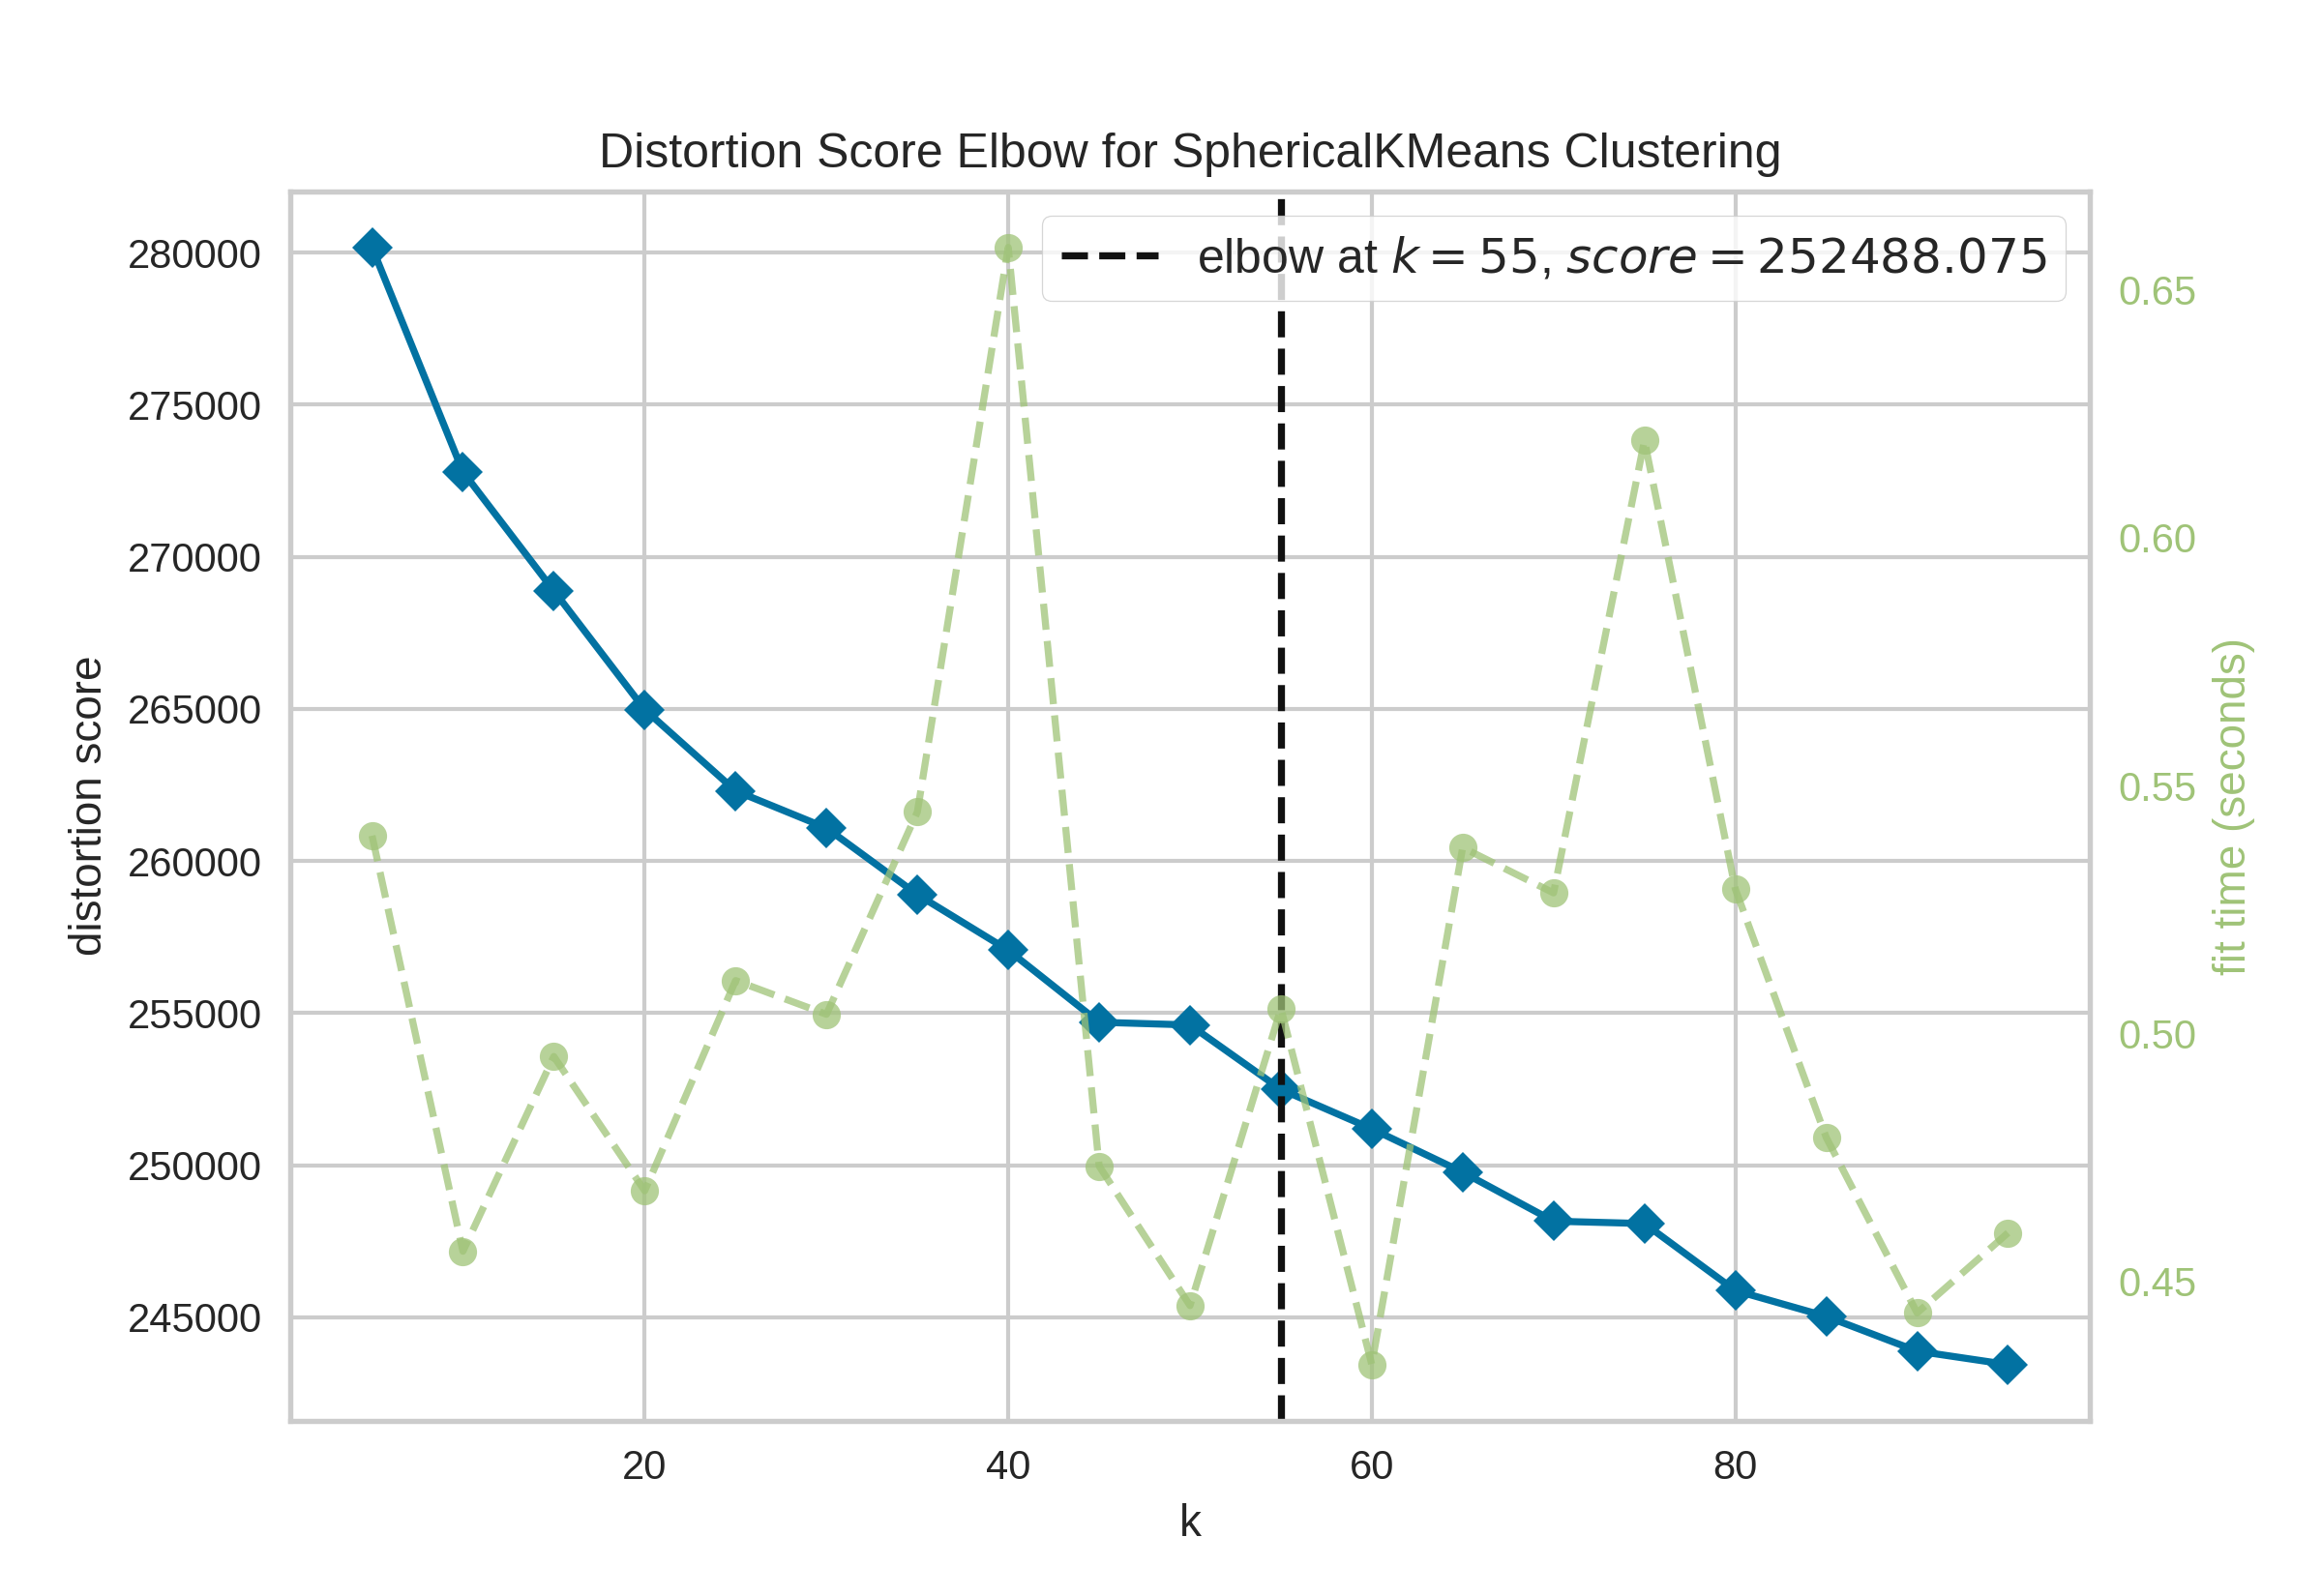 Distortion Score Elbow for SphericalKMeans Clustering
elbow at k = 55, score = 252488.075
280000
275000
270000
265000
260000
255000
250000
245000
distortion score
0.65
0.60
0.55
0.50
0.45
fit time (seconds)
20 40 60 80
k